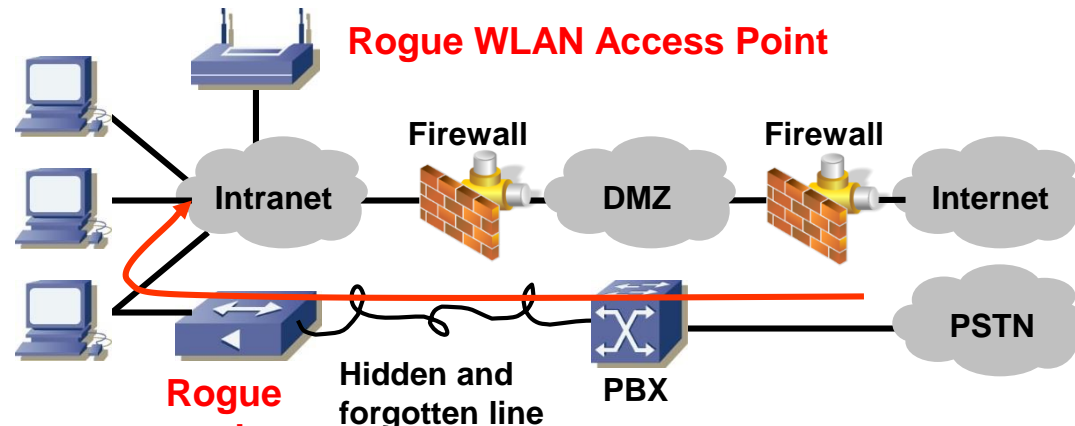 Rogue WLAN Access Point
Firewall
Firewall
Intranet
DMZ
Internet
PSTN
PBX
Hidden and
forgotten line
Rogue